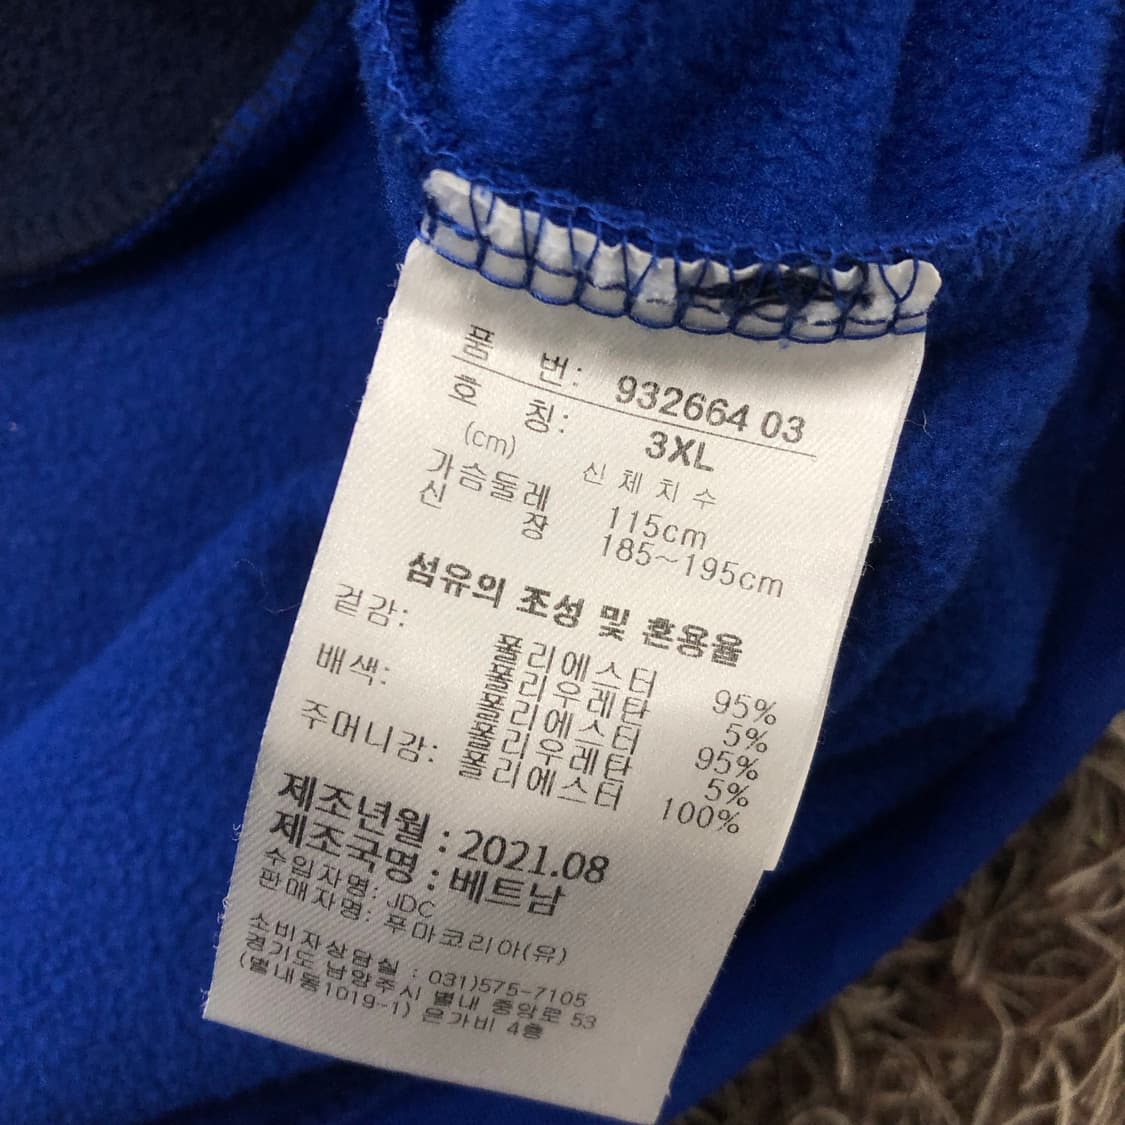 품 번: 932664 03
호 칭: 3XL
(cm) 신체치수
가슴둘레 115cm
신 장 185~195cm
섬유의 조성 및 혼용율
겉감: 폴리에스터 95%
폴리우레탄 5%
배색: 폴리에스터 95%
폴리우레탄 5%
주머니감: 폴리에스터 100%
제조년월 : 2021.08
제조국명 : 베트남
수입자명: JDC
판매자명: 푸마코리아(유)
소비자상담실 : 031)575-7105
경기도 남양주시 별내 중앙로 53
(별내동1019-1) 은가비 4층